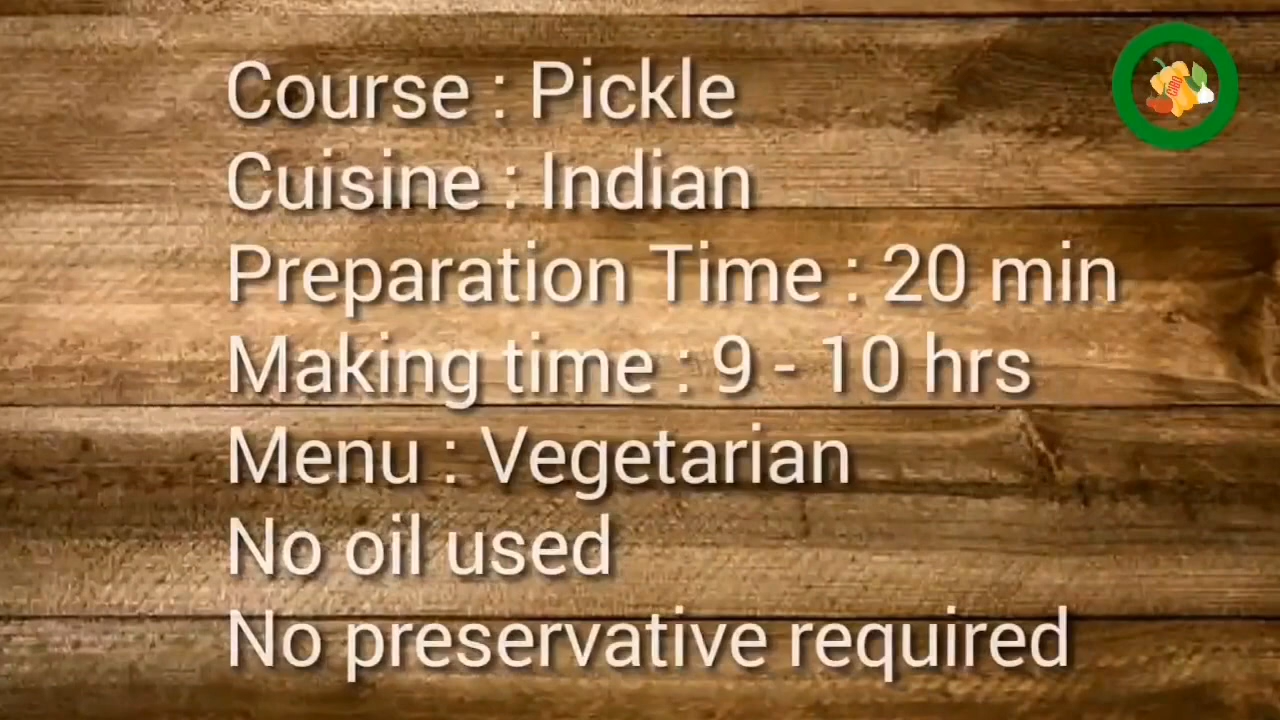 Course : Pickle
Cuisine : Indian
Preparation Time : 20 min
Making time : 9 - 10 hrs
Menu : Vegetarian
No oil used
No preservative required